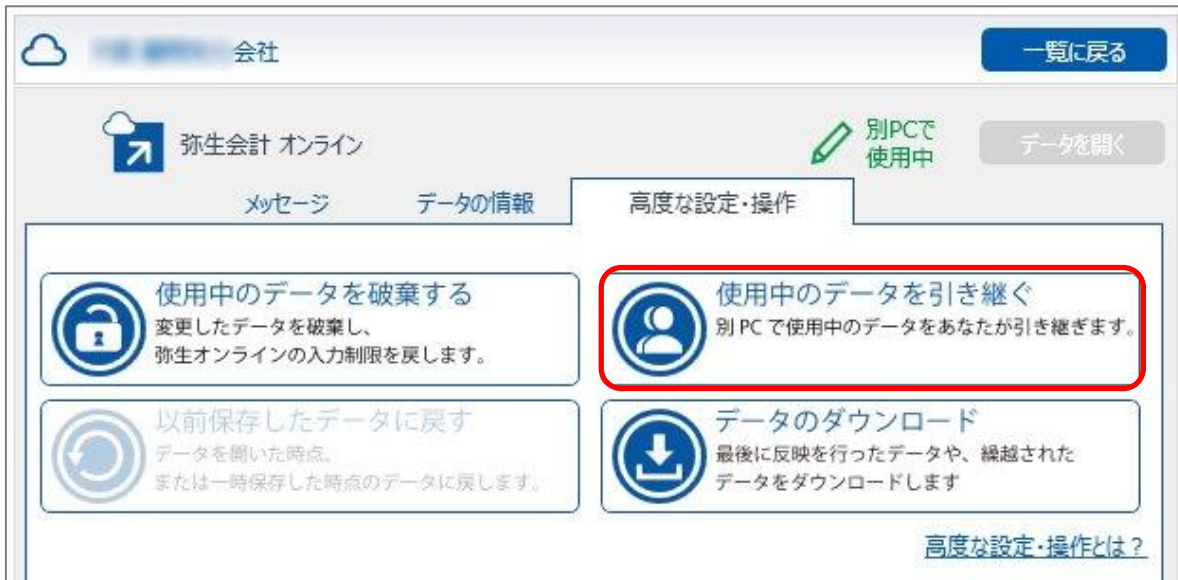 会社
一覧に戻る
弥生会計 オンライン
別PCで
使用中
データを開く
メッセージ
データの情報
高度な設定・操作
使用中のデータを破棄する
変更したデータを破棄し、
弥生オンラインの入力制限を戻します。
使用中のデータを引き継ぐ
別 PC で使用中のデータをあなたが引き継ぎます。
以前保存したデータに戻す
データを開いた時点、
または一時保存した時点のデータに戻します。
データのダウンロード
最後に反映を行ったデータや、繰越された
データをダウンロードします
高度な設定・操作とは？